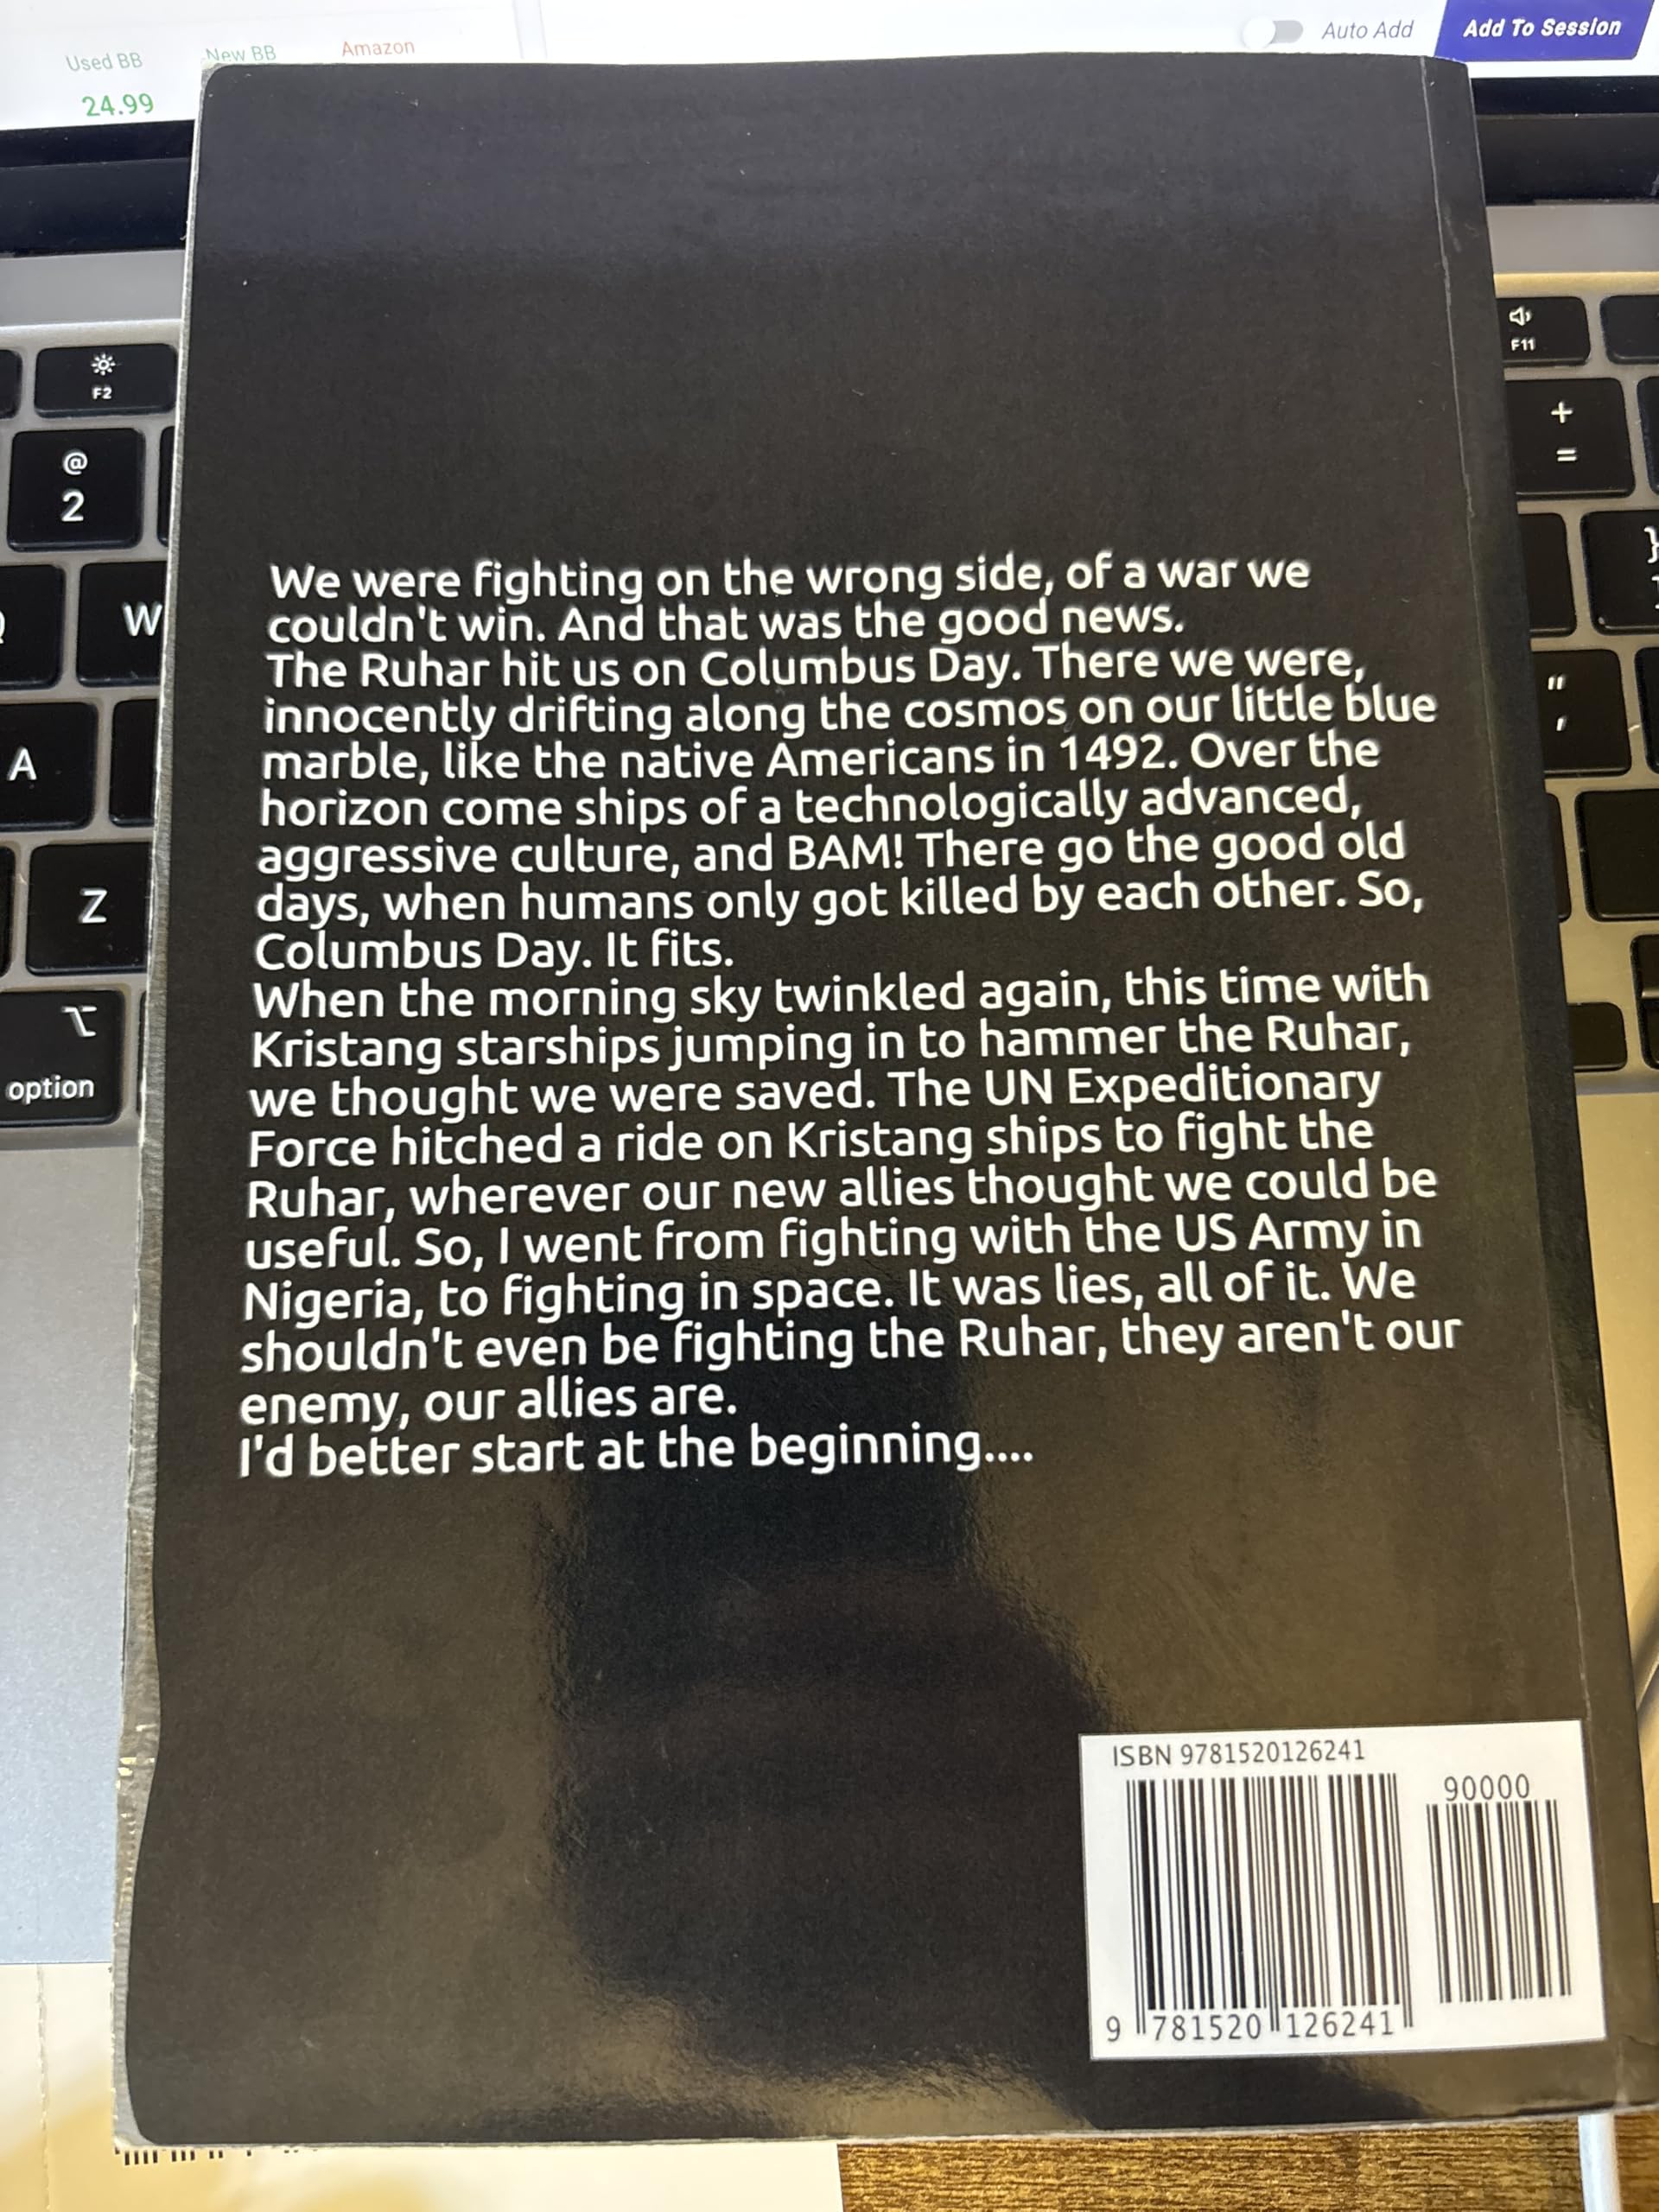 Used BB New BB Amazon Auto Add Add To Session
24.99
F2
F11
@
2
+
=
W
"
'
A
Z
option
We were fighting on the wrong side, of a war we
couldn't win. And that was the good news.
The Ruhar hit us on Columbus Day. There we were,
innocently drifting along the cosmos on our little blue
marble, like the native Americans in 1492. Over the
horizon come ships of a technologically advanced,
aggressive culture, and BAM! There go the good old
days, when humans only got killed by each other. So,
Columbus Day. It fits.
When the morning sky twinkled again, this time with
Kristang starships jumping in to hammer the Ruhar,
we thought we were saved. The UN Expeditionary
Force hitched a ride on Kristang ships to fight the
Ruhar, wherever our new allies thought we could be
useful. So, I went from fighting with the US Army in
Nigeria, to fighting in space. It was lies, all of it. We
shouldn't even be fighting the Ruhar, they aren't our
enemy, our allies are.
I'd better start at the beginning....
ISBN 9781520126241
90000
9 781520 126241